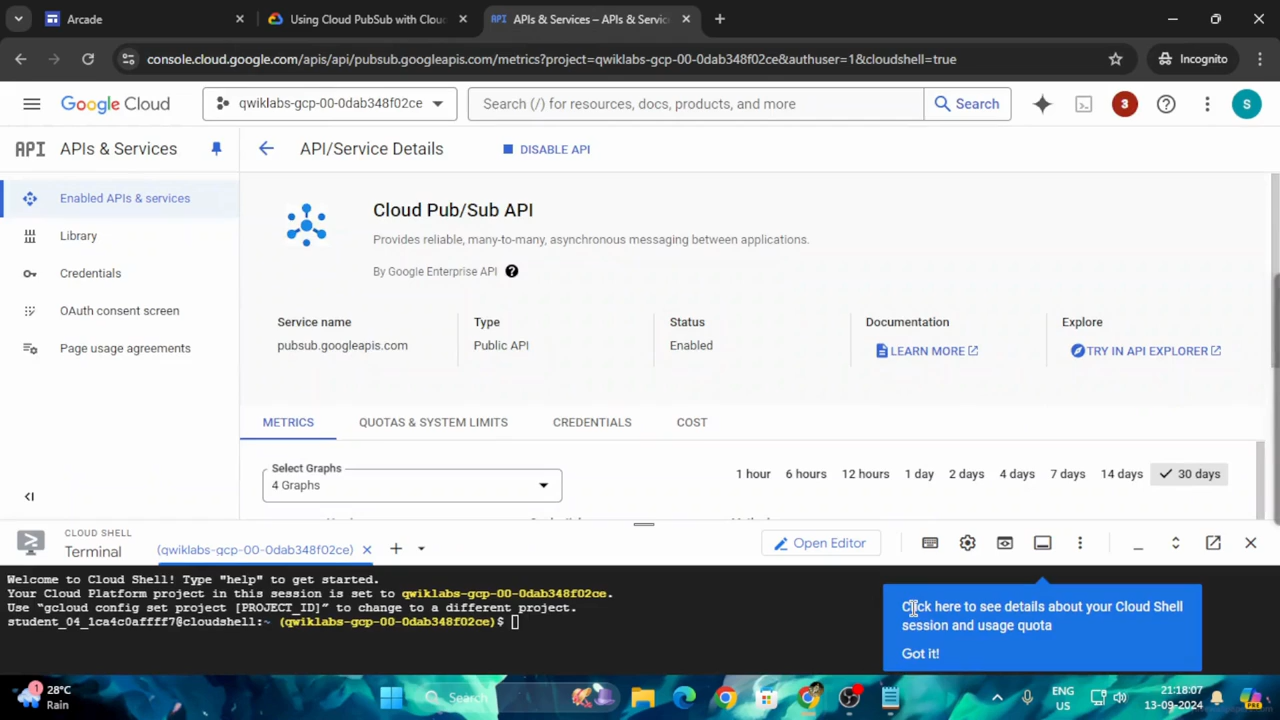 Arcade
Using Cloud PubSub with Clou
API APIs & Services – APIs & Servic
console.cloud.google.com/apis/api/pubsub.googleapis.com/metrics?project=qwiklabs-gcp-00-0dab348f02ce&authuser=1&cloudshell=true
Incognito
Google Cloud
qwiklabs-gcp-00-0dab348f02ce
Search (/) for resources, docs, products, and more
Search
3
S
API APIs & Services
API/Service Details
DISABLE API
Enabled APIs & services
Library
Credentials
OAuth consent screen
Page usage agreements
Cloud Pub/Sub API
Provides reliable, many-to-many, asynchronous messaging between applications.
By Google Enterprise API
Service name
pubsub.googleapis.com
Type
Public API
Status
Enabled
Documentation
LEARN MORE
Explore
TRY IN API EXPLORER
METRICS
QUOTAS & SYSTEM LIMITS
CREDENTIALS
COST
Select Graphs
4 Graphs
1 hour
6 hours
12 hours
1 day
2 days
4 days
7 days
14 days
30 days
CLOUD SHELL
Terminal
(qwiklabs-gcp-00-0dab348f02ce)
Open Editor
Welcome to Cloud Shell! Type "help" to get started.
Your Cloud Platform project in this session is set to qwiklabs-gcp-00-0dab348f02ce.
Use "gcloud config set project [PROJECT_ID]" to change to a different project.
student_04_1ca4c0affff7@cloudshell:~ (qwiklabs-gcp-00-0dab348f02ce)$
Click here to see details about your Cloud Shell
session and usage quota
Got it!
1
28°C
Rain
Search
ENG
IN
21:18:07
13-09-2024
PRE